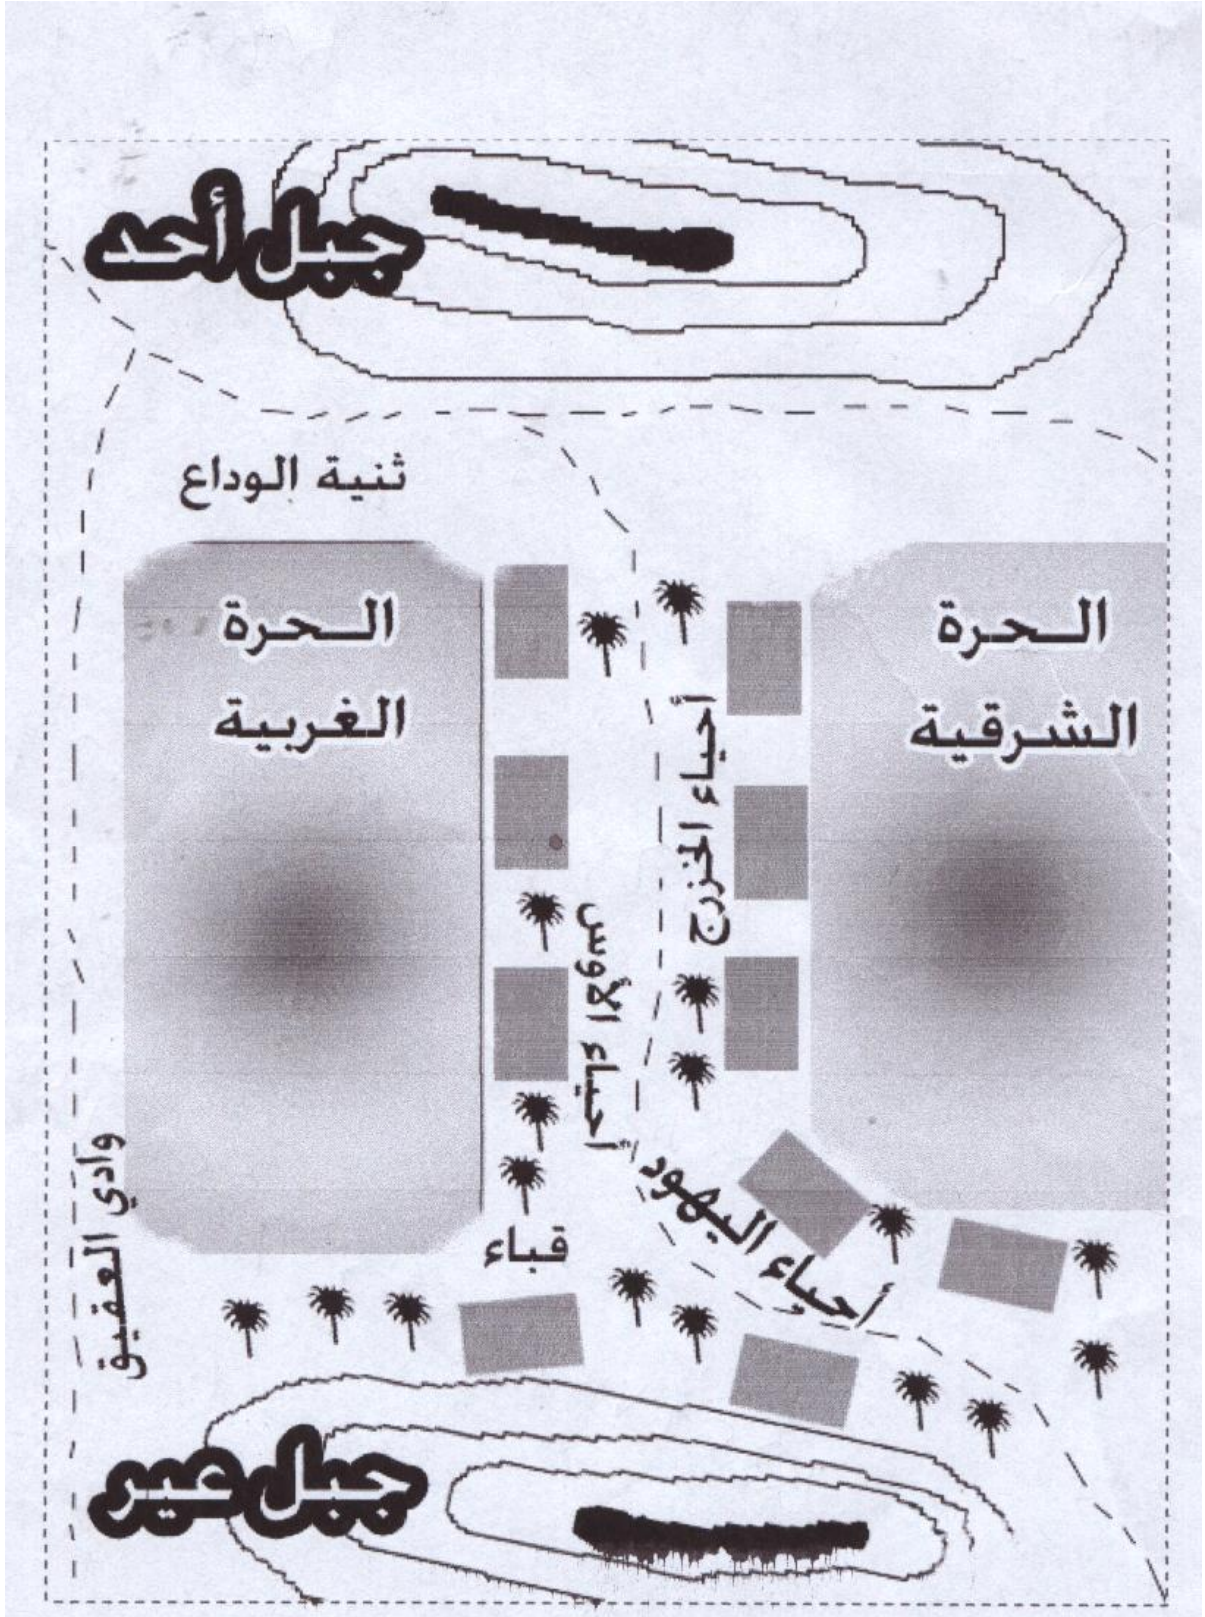 جبل أحد
ثنية الوداع
الحرة
الغربية
الحرة
الشرقية
أحياء الخزرج
أحياء الأوس
أحياء اليهود
وادي العقيق
قباء
جبل عير